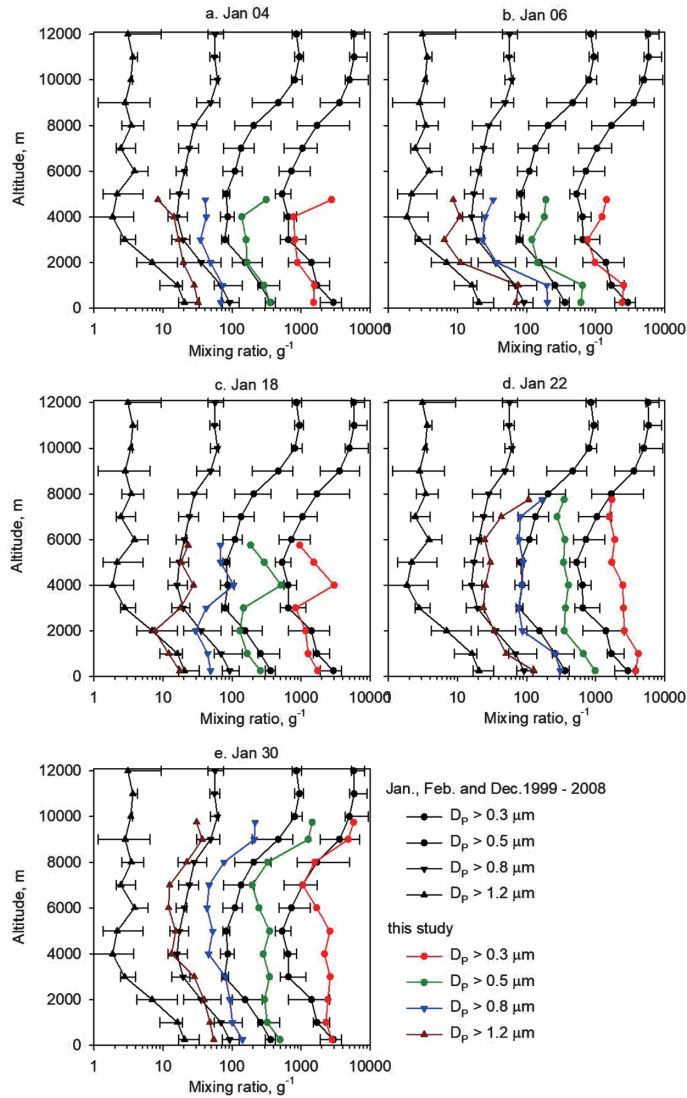 a. Jan 04
b. Jan 06
12000
10000
8000
6000
4000
2000
0
Altitude, m
1 10 100 1000 10000
Mixing ratio, g-1
12000
10000
8000
6000
4000
2000
0
Altitude, m
1 10 100 1000 10000
Mixing ratio, g-1
c. Jan 18
d. Jan 22
12000
10000
8000
6000
4000
2000
0
Altitude, m
1 10 100 1000 10000
Mixing ratio, g-1
12000
10000
8000
6000
4000
2000
0
Altitude, m
1 10 100 1000 10000
Mixing ratio, g-1
e. Jan 30
12000
10000
8000
6000
4000
2000
0
Altitude, m
1 10 100 1000 10000
Mixing ratio, g-1
Jan., Feb. and Dec.1999 - 2008
DP > 0.3 µm
DP > 0.5 µm
DP > 0.8 µm
DP > 1.2 µm
this study
DP > 0.3 µm
DP > 0.5 µm
DP > 0.8 µm
DP > 1.2 µm